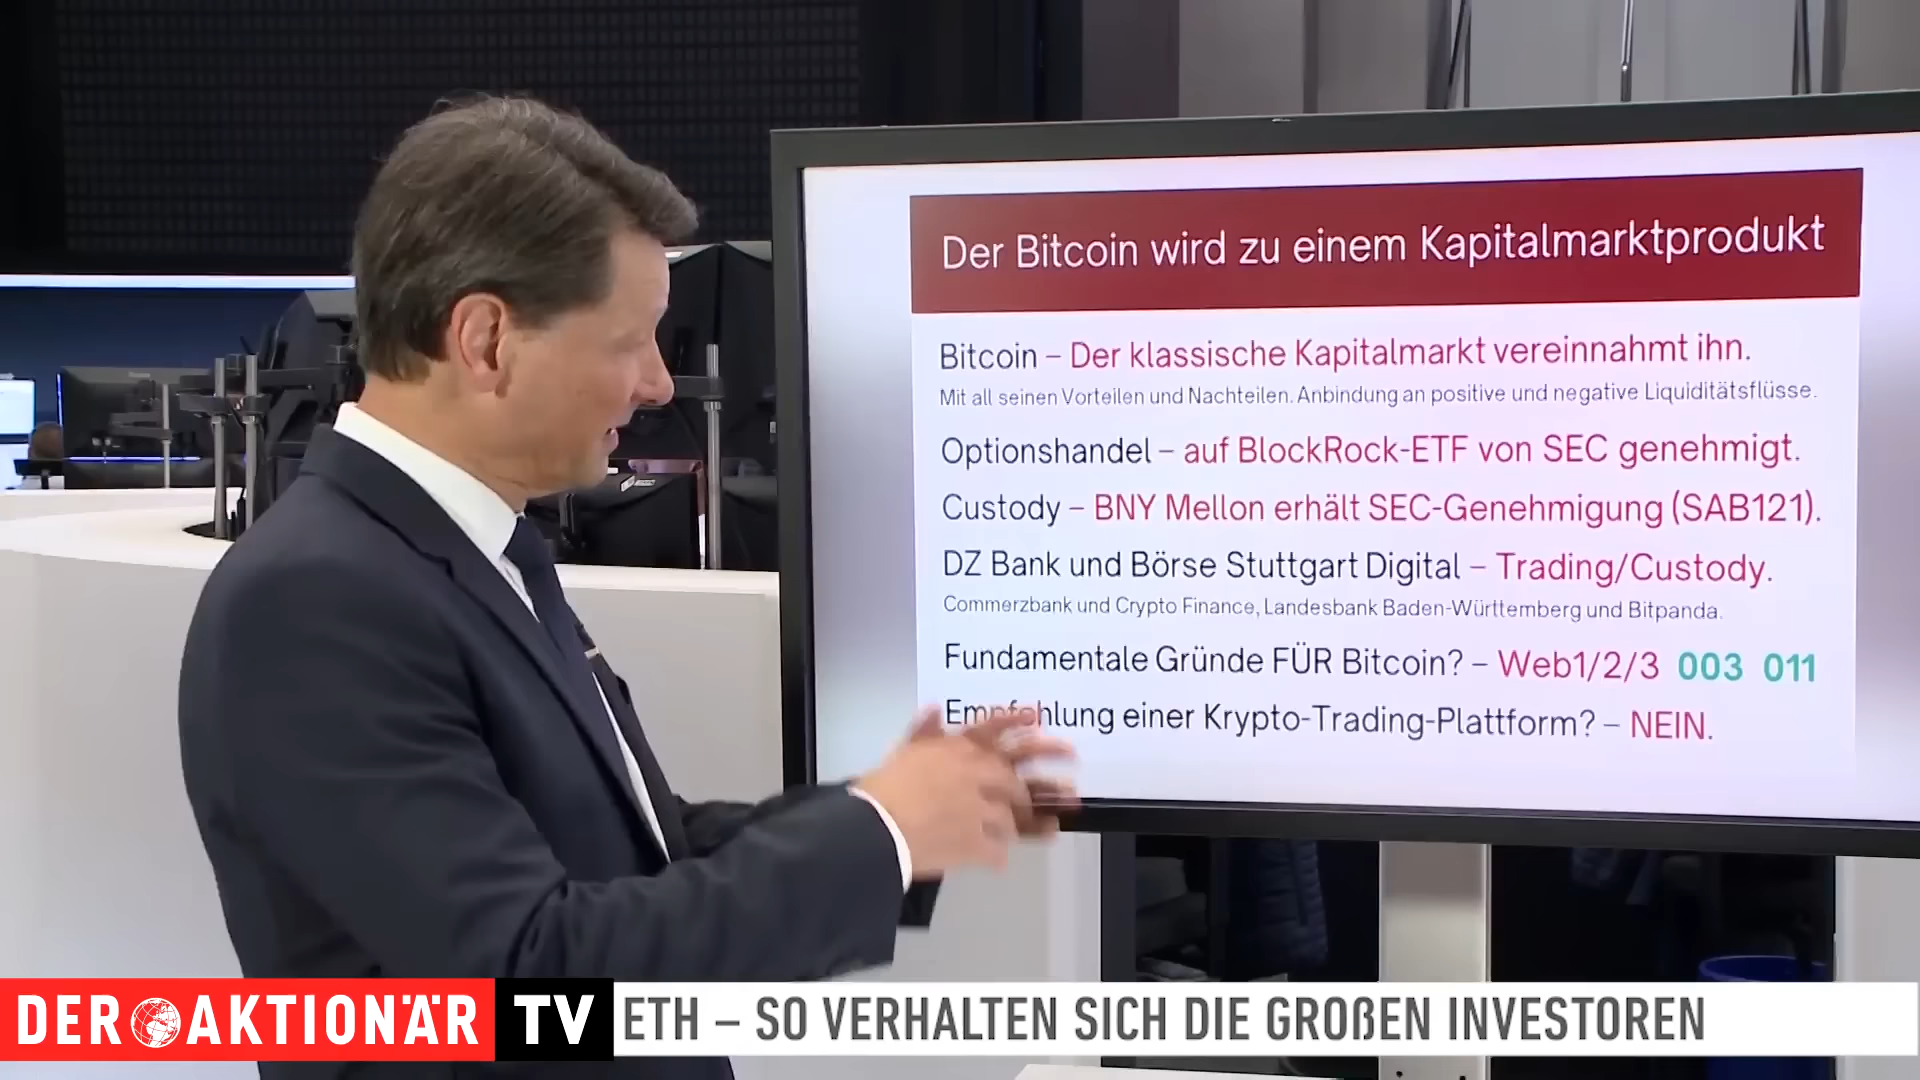 Der Bitcoin wird zu einem Kapitalmarktprodukt
Bitcoin – Der klassische Kapitalmarkt vereinnahmt ihn.
Mit all seinen Vorteilen und Nachteilen. Anbindung an positive und negative Liquiditätsflüsse.
Optionshandel – auf BlockRock-ETF von SEC genehmigt.
Custody – BNY Mellon erhält SEC-Genehmigung (SAB121).
DZ Bank und Börse Stuttgart Digital – Trading/Custody.
Commerzbank und Crypto Finance, Landesbank Baden-Württemberg und Bitpanda.
Fundamentale Gründe FÜR Bitcoin? – Web1/2/3 003 011
Empfehlung einer Krypto-Trading-Plattform? – NEIN.
DER AKTIONÄR TV ETH – SO VERHALTEN SICH DIE GROßEN INVESTOREN